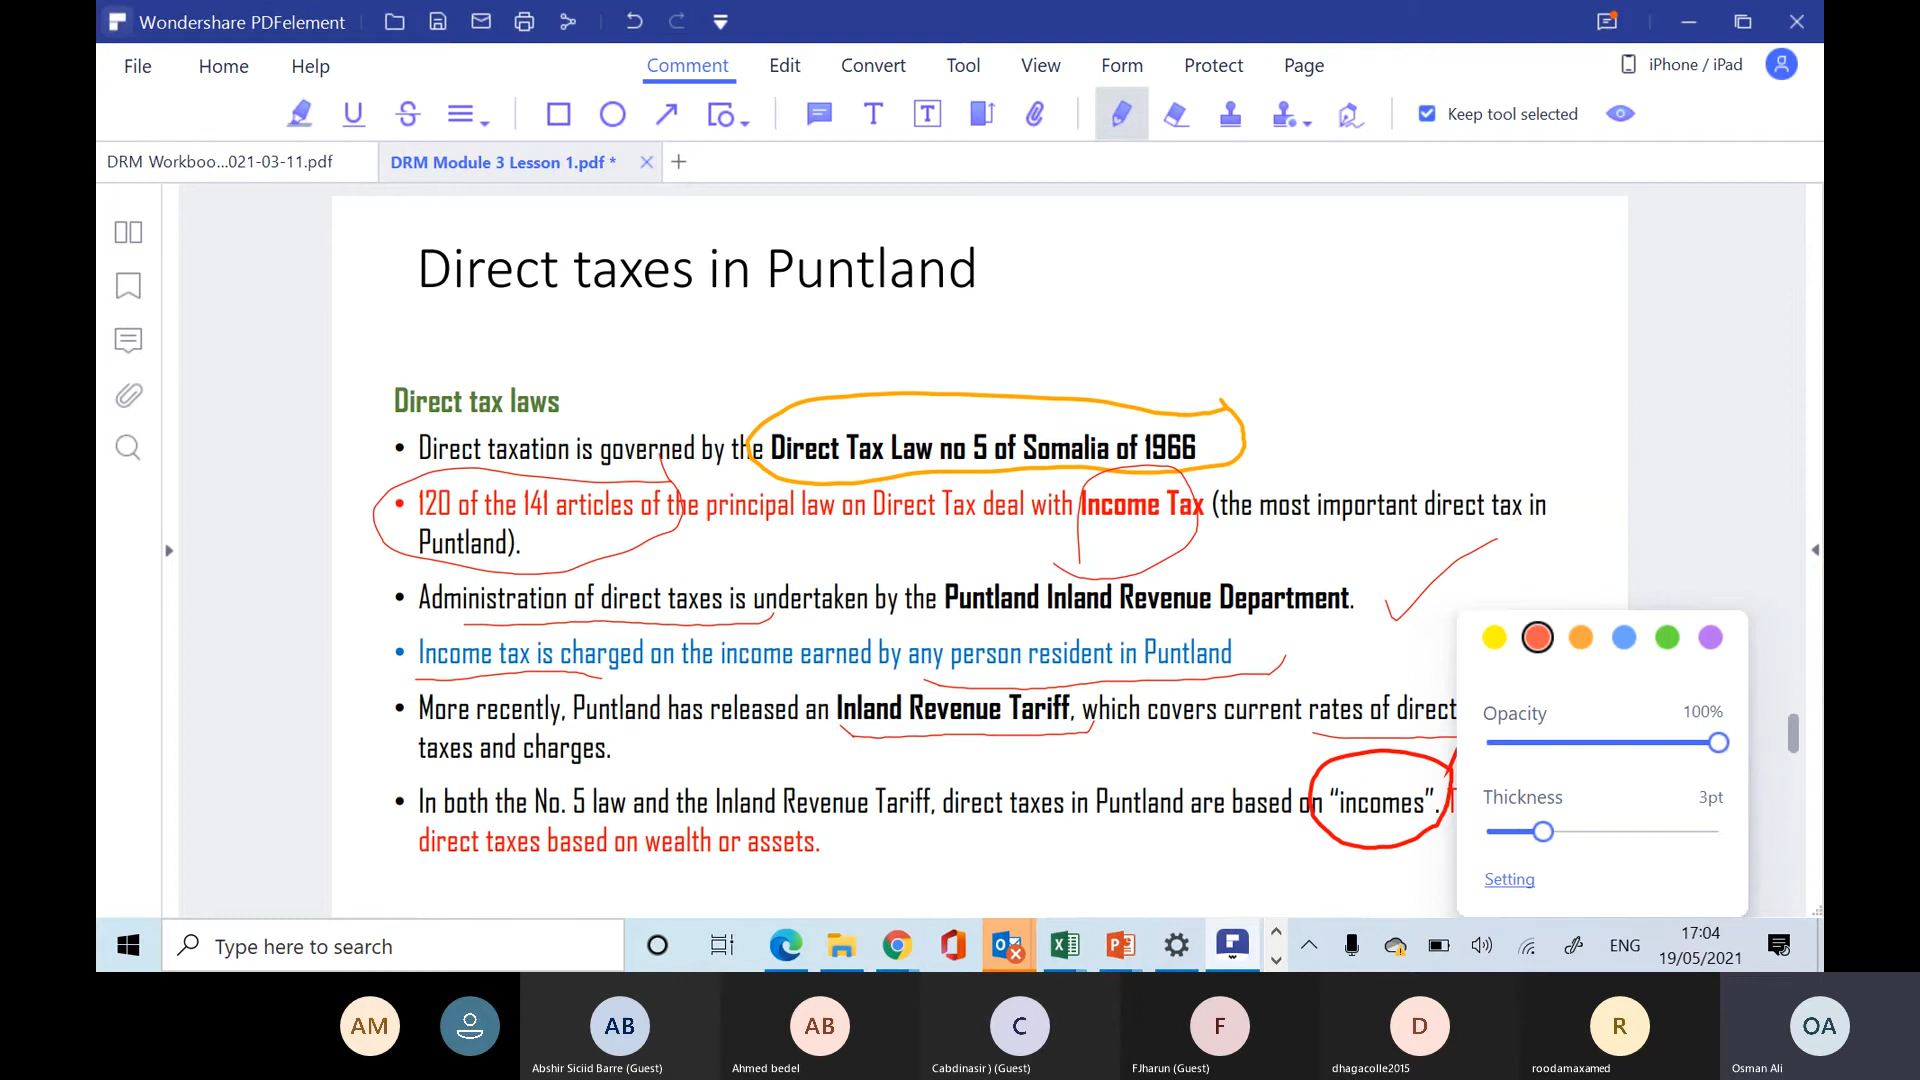 Wondershare PDFelement
File Home Help Comment Edit Convert Tool View Form Protect Page iPhone / iPad
Keep tool selected
DRM Workboo...021-03-11.pdf DRM Module 3 Lesson 1.pdf *
Direct taxes in Puntland
Direct tax laws
• Direct taxation is governed by the Direct Tax Law no 5 of Somalia of 1966
• 120 of the 141 articles of the principal law on Direct Tax deal with Income Tax (the most important direct tax in
Puntland).
• Administration of direct taxes is undertaken by the Puntland Inland Revenue Department.
• Income tax is charged on the income earned by any person resident in Puntland
• More recently, Puntland has released an Inland Revenue Tariff, which covers current rates of direct
taxes and charges.
• In both the No. 5 law and the Inland Revenue Tariff, direct taxes in Puntland are based on “incomes”.
direct taxes based on wealth or assets.
Opacity 100%
Thickness 3pt
Setting
Type here to search
ENG
17:04
19/05/2021
AM AB AB C F D R OA
Abshir Siciid Barre (Guest) Ahmed bedel Cabdinasir ) (Guest) FJharun (Guest) dhagacolle2015 roodamaxamed Osman Ali